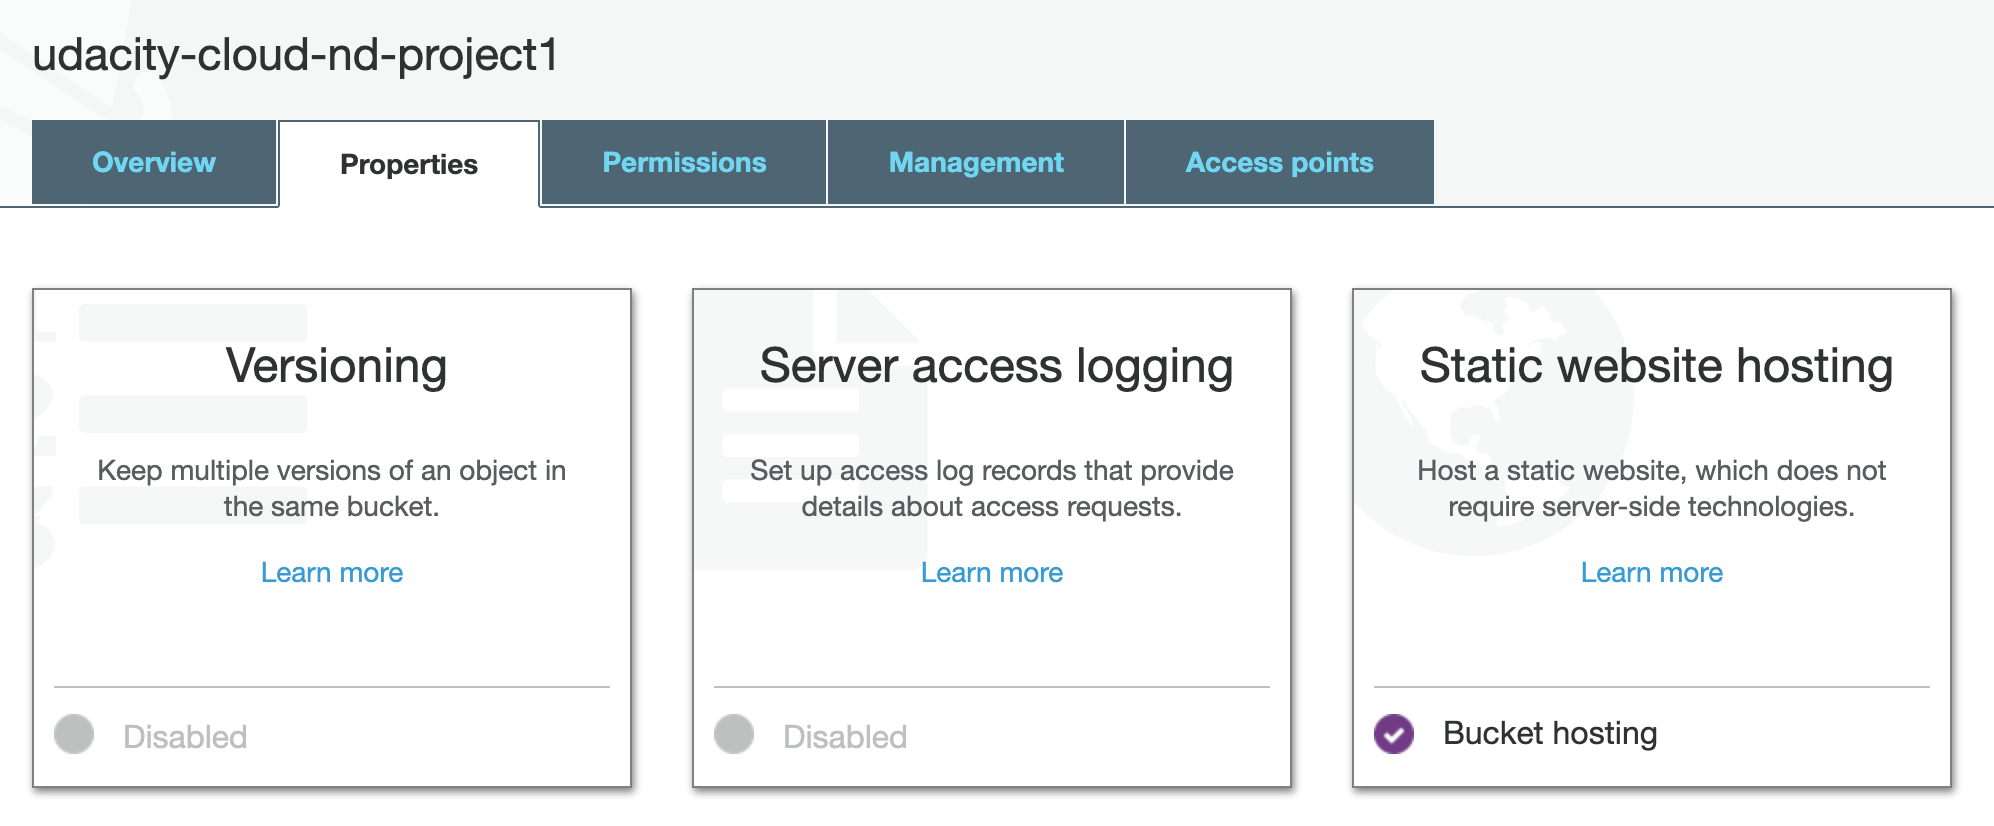 udacity-cloud-nd-project1
Overview
Properties
Permissions
Management
Access points
Versioning
Keep multiple versions of an object in
the same bucket.
Learn more
Disabled
Server access logging
Set up access log records that provide
details about access requests.
Learn more
Disabled
Static website hosting
Host a static website, which does not
require server-side technologies.
Learn more
Bucket hosting